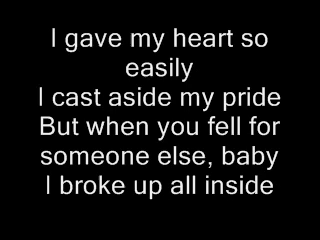 I gave my heart so
easily
I cast aside my pride
But when you fell for
someone else, baby
I broke up all inside